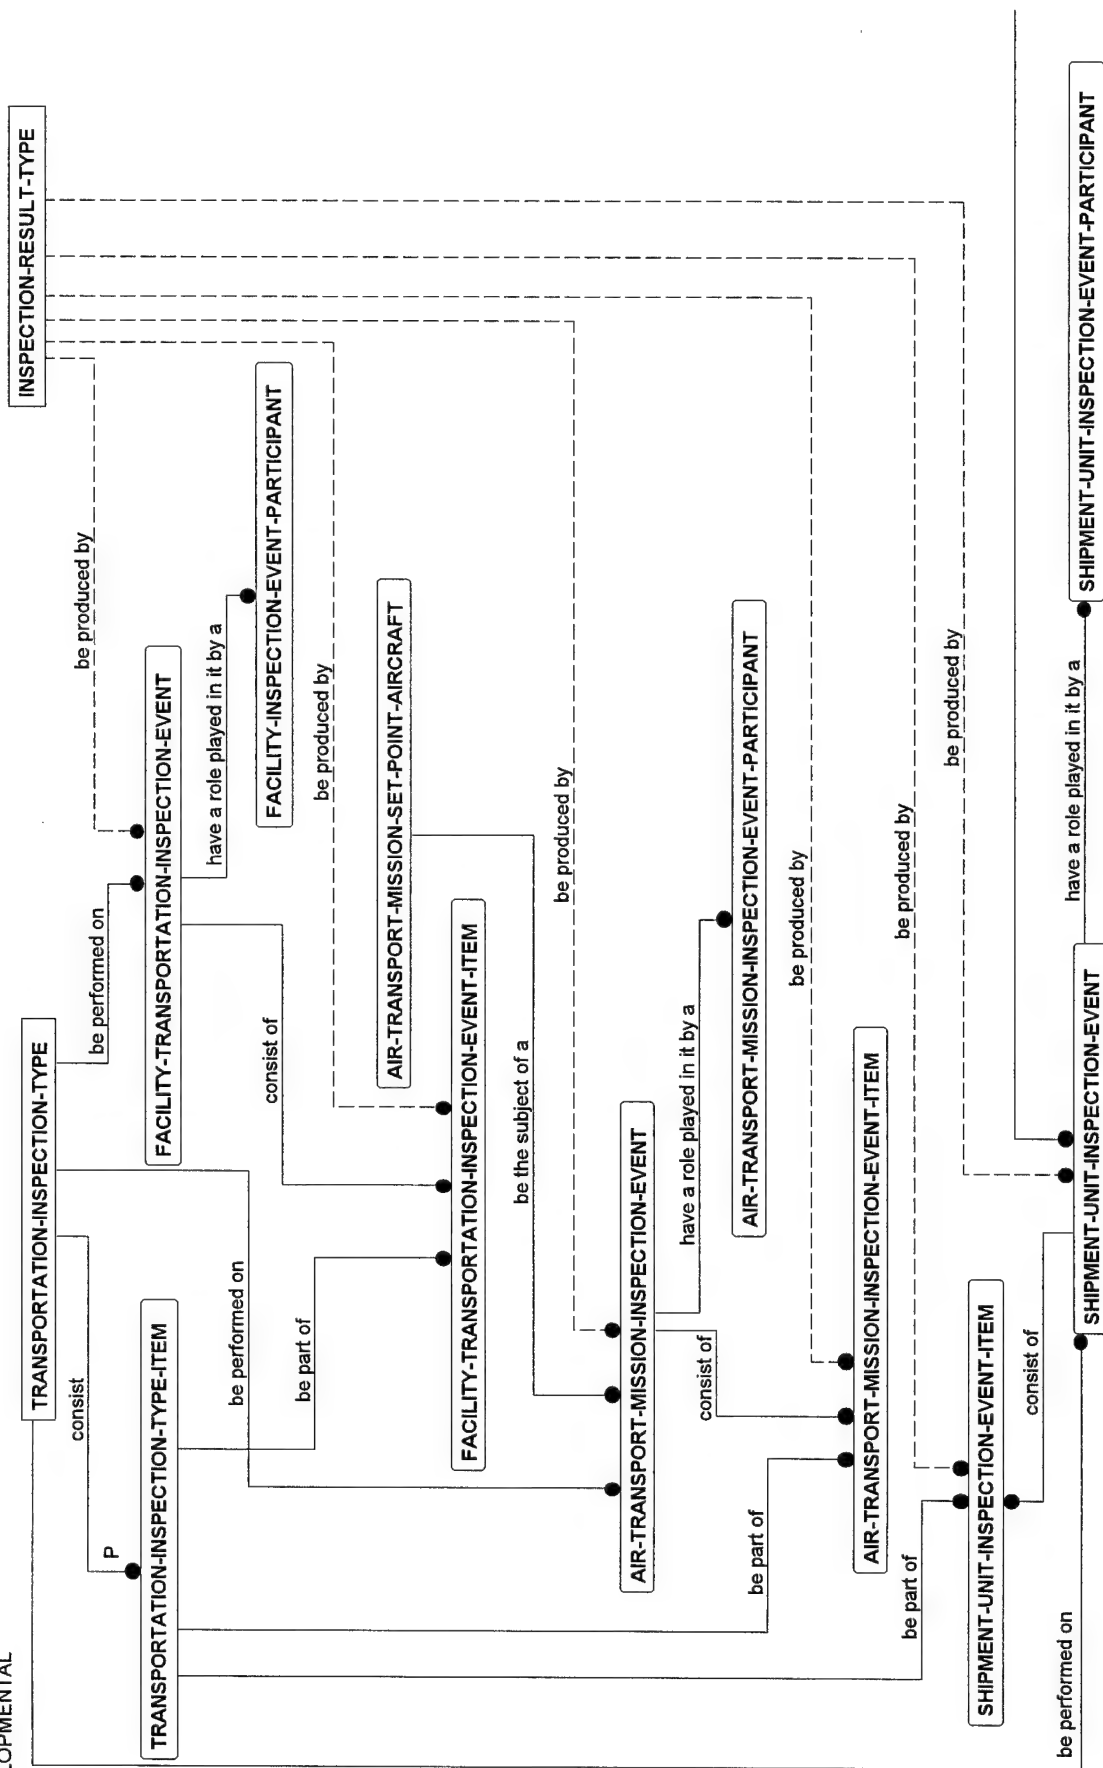 LOPMENTAL
TRANSPORTATION-INSPECTION-TYPE
INSPECTION-RESULT-TYPE
consist
be produced by
be performed on
P
TRANSPORTATION-INSPECTION-TYPE-ITEM
FACILITY-TRANSPORTATION-INSPECTION-EVENT
have a role played in it by a
be performed on
consist of
FACILITY-INSPECTION-EVENT-PARTICIPANT
be part of
be produced by
AIR-TRANSPORT-MISSION-SET-POINT-AIRCRAFT
FACILITY-TRANSPORTATION-INSPECTION-EVENT-ITEM
be the subject of a
be produced by
AIR-TRANSPORT-MISSION-INSPECTION-EVENT
have a role played in it by a
consist of
AIR-TRANSPORT-MISSION-INSPECTION-EVENT-PARTICIPANT
be part of
be produced by
AIR-TRANSPORT-MISSION-INSPECTION-EVENT-ITEM
be part of
be produced by
be produced by
SHIPMENT-UNIT-INSPECTION-EVENT-ITEM
consist of
be performed on
have a role played in it by a
SHIPMENT-UNIT-INSPECTION-EVENT
SHIPMENT-UNIT-INSPECTION-EVENT-PARTICIPANT